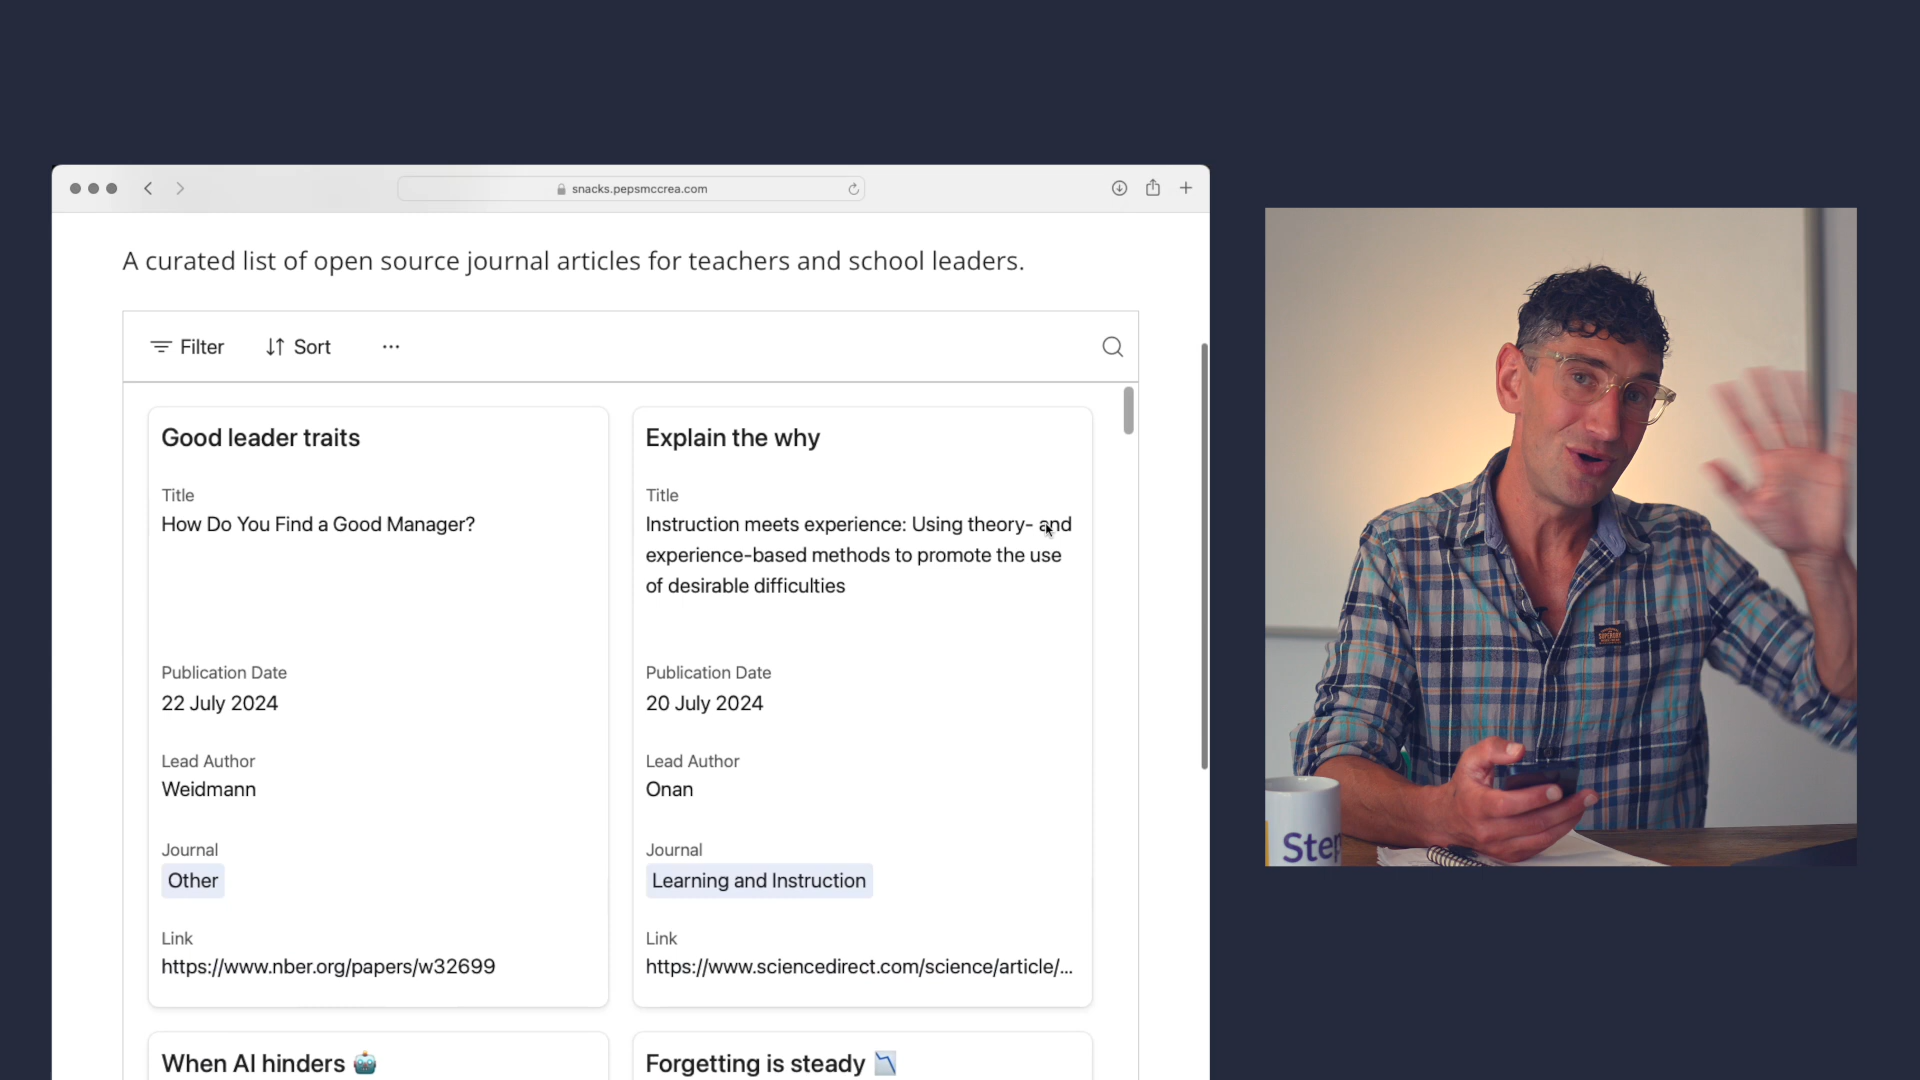 snacks.pepsmccrea.com
A curated list of open source journal articles for teachers and school leaders.
Filter
Sort
Good leader traits
Title
How Do You Find a Good Manager?
Publication Date
22 July 2024
Lead Author
Weidmann
Journal
Other
Link
https://www.nber.org/papers/w32699
Explain the why
Title
Instruction meets experience: Using theory- and
experience-based methods to promote the use
of desirable difficulties
Publication Date
20 July 2024
Lead Author
Onan
Journal
Learning and Instruction
Link
https://www.sciencedirect.com/science/article/...
When AI hinders 🤖
Forgetting is steady 📉
SUPERDRY
Step